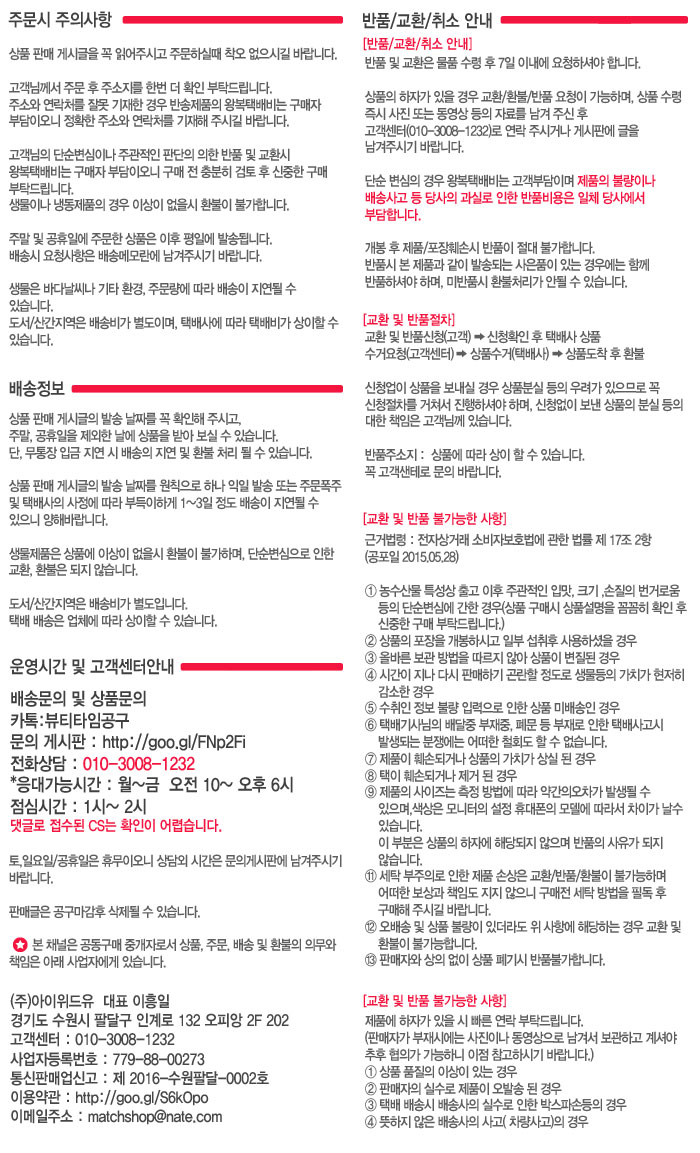 주문시 주의사항
상품 판매 게시글을 꼭 읽어주시고 주문하실때 착오 없으시길 바랍니다.
고객님께서 주문 후 주소지를 한번 더 확인 부탁드립니다.
주소와 연락처를 잘못 기재한 경우 반송제품의 왕복택배비는 구매자
부담이오니 정확한 주소와 연락처를 기재해 주시길 바랍니다.
고객님의 단순변심이나 주관적인 판단의 의한 반품 및 교환시
왕복택배비는 구매자 부담이오니 구매 전 충분히 검토 후 신중한 구매
부탁드립니다.
생물이나 냉동제품의 경우 이상이 없을시 환불이 불가합니다.
주말 및 공휴일에 주문한 상품은 이후 평일에 발송됩니다.
배송시 요청사항은 배송메모란에 남겨주시기 바랍니다.
생물은 바다날씨나 기타 환경, 주문량에 따라 배송이 지연될 수
있습니다.
도서/산간지역은 배송비가 별도이며, 택배사에 따라 택배비가 상이할 수
있습니다.
배송정보
상품 판매 게시글의 발송 날짜를 꼭 확인해 주시고,
주말, 공휴일을 제외한 날에 상품을 받아 보실 수 있습니다.
단, 무통장 입금 지연 시 배송의 지연 및 환불 처리 될 수 있습니다.
상품 판매 게시글의 발송 날짜를 원칙으로 하나 익일 발송 또는 주문폭주
및 택배사의 사정에 따라 부득이하게 1~3일 정도 배송이 지연될 수
있으니 양해바랍니다.
생물제품은 상품에 이상이 없을시 환불이 불가하며, 단순변심으로 인한
교환, 환불은 되지 않습니다.
도서/산간지역은 배송비가 별도입니다.
택배 배송은 업체에 따라 상이할 수 있습니다.
운영시간 및 고객센터안내
배송문의 및 상품문의
카톡:뷰티타임공구
문의 게시판 : http://goo.gl/FNp2Fi
전화상담 : 010-3008-1232
*응대가능시간 : 월~금 오전 10~ 오후 6시
점심시간 : 1시~ 2시
댓글로 접수된 CS는 확인이 어렵습니다.
토,일요일/공휴일은 휴무이오니 상담외 시간은 문의게시판에 남겨주시기
바랍니다.
판매글은 공구마감후 삭제될 수 있습니다.
본 채널은 공동구매 중개자로서 상품, 주문, 배송 및 환불의 의무와
책임은 아래 사업자에게 있습니다.
(주)아이위드유 대표 이흥일
경기도 수원시 팔달구 인계로 132 오피앙 2F 202
고객센터 : 010-3008-1232
사업자등록번호 : 779-88-00273
통신판매업신고 : 제 2016-수원팔달-0002호
이용약관 : http://goo.gl/S6kOpo
이메일주소 : matchshop@nate.com
반품/교환/취소 안내
[반품/교환/취소 안내]
반품 및 교환은 물품 수령 후 7일 이내에 요청하셔야 합니다.
상품의 하자가 있을 경우 교환/환불/반품 요청이 가능하며, 상품 수령
즉시 사진 또는 동영상 등의 자료를 남겨 주신 후
고객센터(010-3008-1232)로 연락 주시거나 게시판에 글을
남겨주시기 바랍니다.
단순 변심의 경우 왕복택배비는 고객부담이며 제품의 불량이나
배송사고 등 당사의 과실로 인한 반품비용은 일체 당사에서
부담합니다.
개봉 후 제품/포장훼손시 반품이 절대 불가합니다.
반품시 본 제품과 같이 발송되는 사은품이 있는 경우에는 함께
반품하셔야 하며, 미반품시 환불처리가 안될 수 있습니다.
[교환 및 반품절차]
교환 및 반품신청(고객) ➡ 신청확인 후 택배사 상품
수거요청(고객센터) ➡ 상품수거(택배사) ➡ 상품도착 후 환불
신청없이 상품을 보내실 경우 상품분실 등의 우려가 있으므로 꼭
신청절차를 거쳐서 진행하셔야 하며, 신청없이 보낸 상품의 분실 등의
대한 책임은 고객님께 있습니다.
반품주소지 : 상품에 따라 상이 할 수 있습니다.
꼭 고객샌테로 문의 바랍니다.
[교환 및 반품 불가능한 사항]
근거법령 : 전자상거래 소비자보호법에 관한 법률 제 17조 2항
(공포일 2015.05.28)
① 농수산물 특성상 출고 이후 주관적인 입맛, 크기 ,손질의 번거로움
등의 단순변심에 간한 경우(상품 구매시 상품설명을 꼼꼼히 확인 후
신중한 구매 부탁드립니다.)
② 상품의 포장을 개봉하시고 일부 섭취후 사용하셨을 경우
③ 올바른 보관 방법을 따르지 않아 상품이 변질된 경우
④ 시간이 지나 다시 판매하기 곤란할 정도로 생물등의 가치가 현저히
감소한 경우
⑤ 수취인 정보 불량 입력으로 인한 상품 미배송인 경우
⑥ 택배기사님의 배달중 부재중, 폐문 등 부재로 인한 택배사고시
발생되는 분쟁에는 어떠한 철회도 할 수 없습니다.
⑦ 제품이 훼손되거나 상품의 가치가 상실 된 경우
⑧ 택이 훼손되거나 제거 된 경우
⑨ 제품의 사이즈는 측정 방법에 따라 약간의오차가 발생될 수
있으며,색상은 모니터의 설정 휴대폰의 모델에 따라서 차이가 날수
있습니다.
이 부분은 상품의 하자에 해당되지 않으며 반품의 사유가 되지
않습니다.
⑪ 세탁 부주의로 인한 제품 손상은 교환/반품/환불이 불가능하며
어떠한 보상과 책임도 지지 않으니 구매전 세탁 방법을 필독 후
구매해 주시길 바랍니다.
⑫ 오배송 및 상품 불량이 있더라도 위 사항에 해당하는 경우 교환 및
환불이 불가능합니다.
⑬ 판매자와 상의 없이 상품 폐기시 반품불가합니다.
[교환 및 반품 불가능한 사항]
제품에 하자가 있을 시 빠른 연락 부탁드립니다.
(판매자가 부재시에는 사진이나 동영상으로 남겨서 보관하고 계셔야
추후 협의가 가능하니 이점 참고하시기 바랍니다.)
① 상품 품질의 이상이 있는 경우
② 판매자의 실수로 제품이 오발송 된 경우
③ 택배 배송시 배송사의 실수로 인한 박스파손등의 경우
④ 뜻하지 않은 배송사의 사고( 차량사고)의 경우